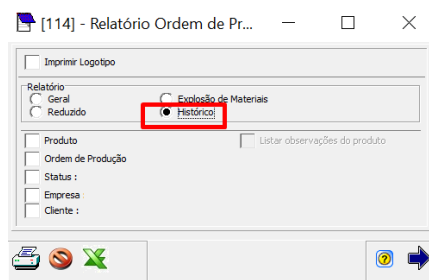 [114] - Relatório Ordem de Pr...
Imprimir Logotipo
Relatório
Geral
Explosão de Materiais
Reduzido
Histórico
Produto
Listar observações do produto
Ordem de Produção
Status :
Empresa
Cliente :
?